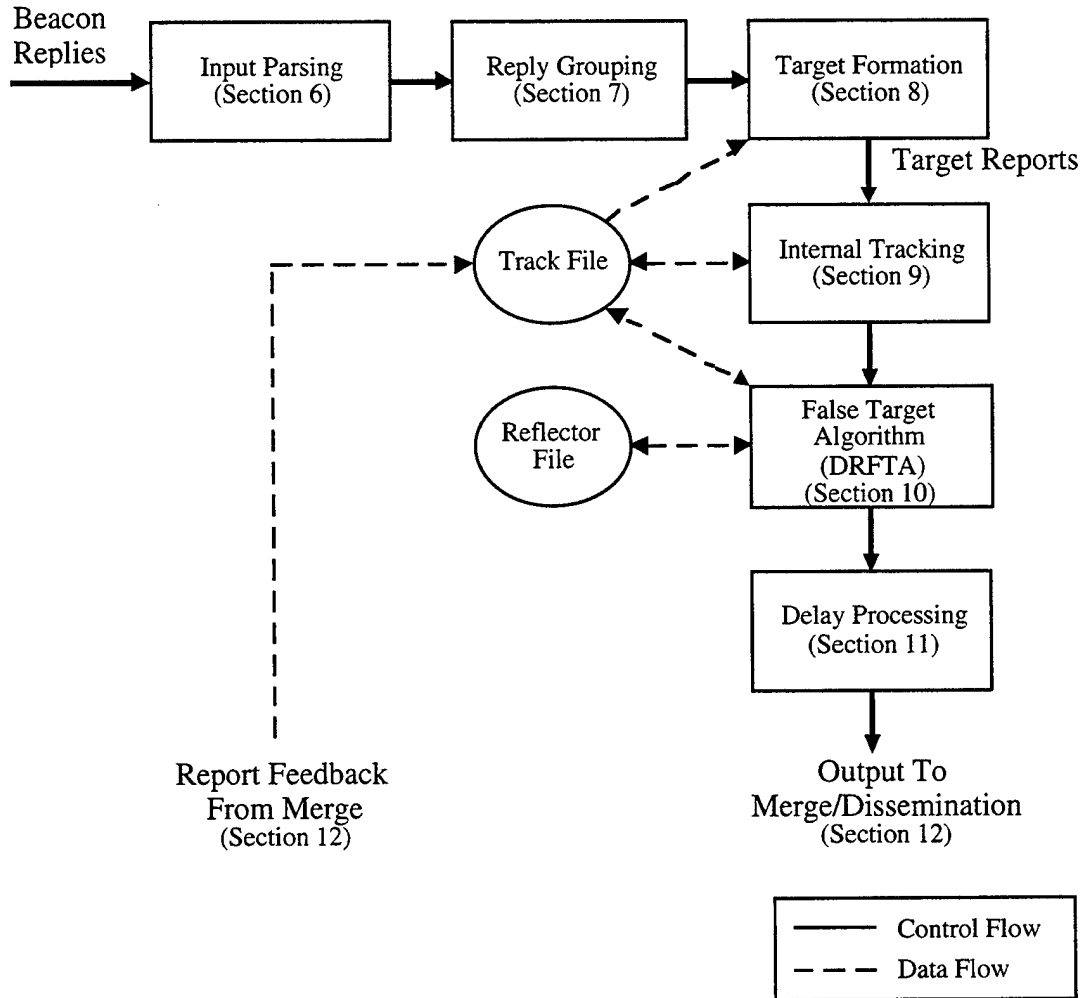 Beacon
Replies
Input Parsing
(Section 6)
Reply Grouping
(Section 7)
Target Formation
(Section 8)
Target Reports
Track File
Internal Tracking
(Section 9)
Reflector
File
False Target
Algorithm
(DRFTA)
(Section 10)
Delay Processing
(Section 11)
Report Feedback
From Merge
(Section 12)
Output To
Merge/Dissemination
(Section 12)
Control Flow
Data Flow